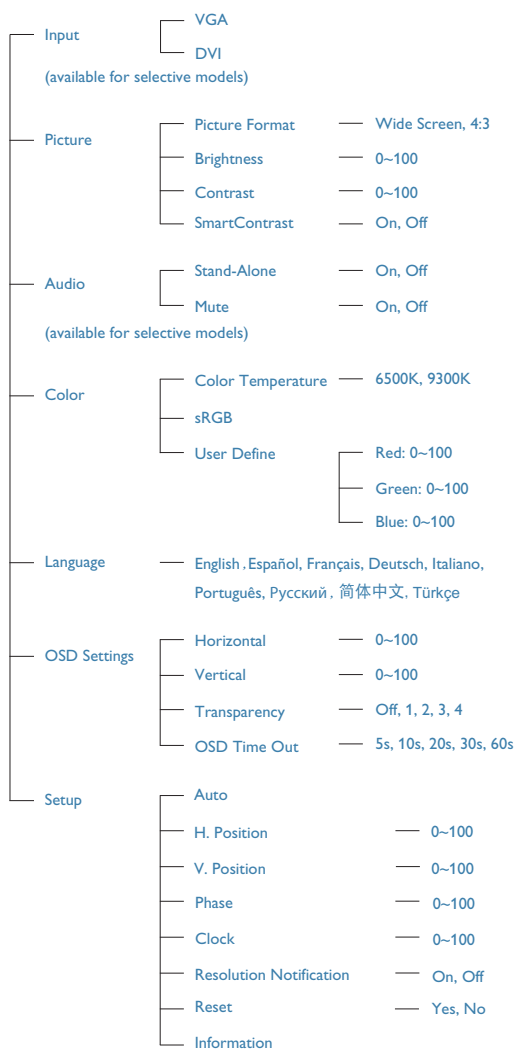 VGA
Input
DVI
(available for selective models)
Picture Format Wide Screen, 4:3
Picture
Brightness 0~100
Contrast 0~100
SmartContrast On, Off
Stand-Alone On, Off
Audio
Mute On, Off
(available for selective models)
Color Color Temperature 6500K, 9300K
sRGB
User Define Red: 0~100
Green: 0~100
Blue: 0~100
Language English , Español, Français, Deutsch, Italiano,
Português, Русский , 简体中文, Türkçe
Horizontal 0~100
OSD Settings
Vertical 0~100
Transparency Off, 1, 2, 3, 4
OSD Time Out 5s, 10s, 20s, 30s, 60s
Setup Auto
H. Position 0~100
V. Position 0~100
Phase 0~100
Clock 0~100
Resolution Notification On, Off
Reset Yes, No
Information